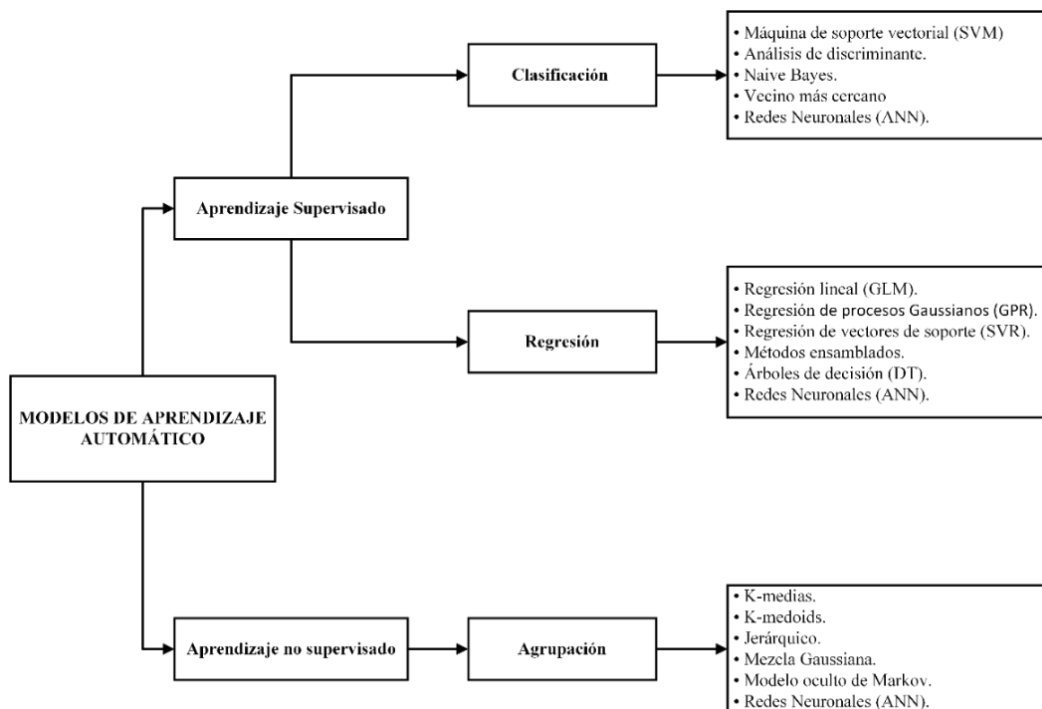 MODELOS DE APRENDIZAJE
AUTOMÁTICO
Aprendizaje Supervisado
Clasificación
• Máquina de soporte vectorial (SVM)
• Análisis de discriminante.
• Naive Bayes.
• Vecino más cercano
• Redes Neuronales (ANN).
Regresión
• Regresión lineal (GLM).
• Regresión de procesos Gaussianos (GPR).
• Regresión de vectores de soporte (SVR).
• Métodos ensamblados.
• Árboles de decisión (DT).
• Redes Neuronales (ANN).
Aprendizaje no supervisado
Agrupación
• K-medias.
• K-medoids.
• Jerárquico.
• Mezcla Gaussiana.
• Modelo oculto de Markov.
• Redes Neuronales (ANN).